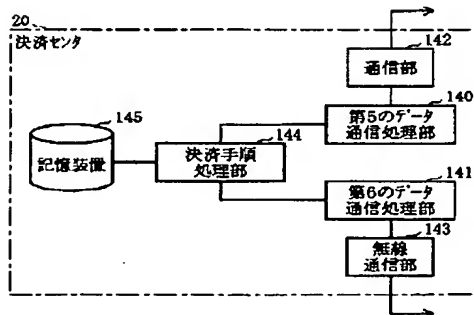 20
決済センタ
142
通信部
140
第5のデータ
通信処理部
145
記憶装置
144
決済手順
処理部
141
第6のデータ
通信処理部
143
無線
通信部